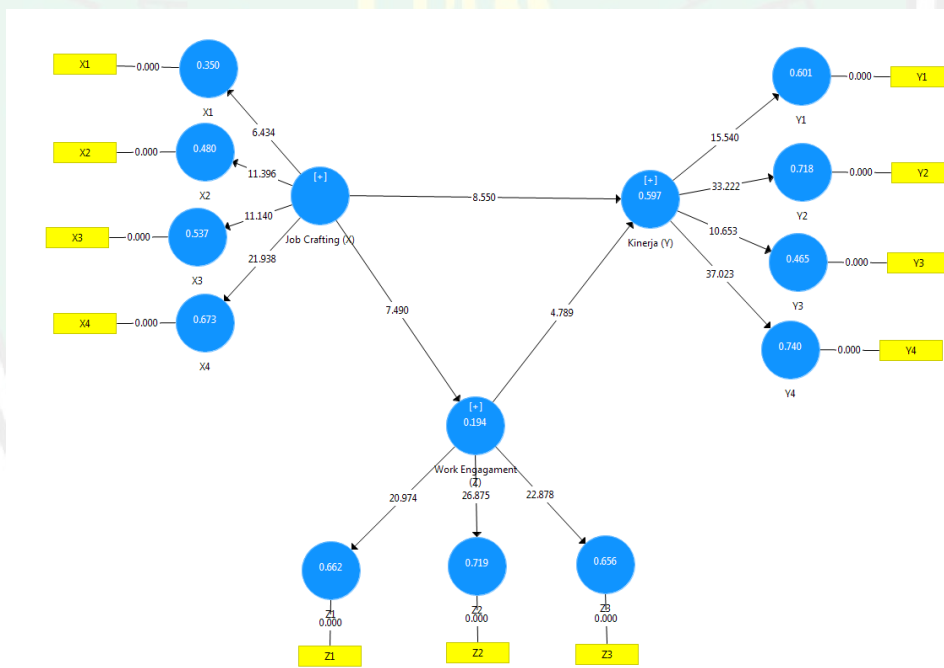 X1
0.000
0.350
X1
6.434
X2
0.000
0.480
X2
11.396
X3
0.000
0.537
X3
11.140
X4
0.000
0.673
X4
21.938
[+]
Job Crafting (X)
8.550
7.490
4.789
[+]
0.597
Kinerja (Y)
15.540
0.601
0.000
Y1
Y1
33.222
0.718
0.000
Y2
Y2
10.653
0.465
0.000
Y3
Y3
37.023
0.740
0.000
Y4
Y4
[+]
0.194
Work Engagament
(Z)
20.974
26.875
22.878
0.662
0.719
0.656
Z1
Z2
Z3
0.000
0.000
0.000
Z1
Z2
Z3